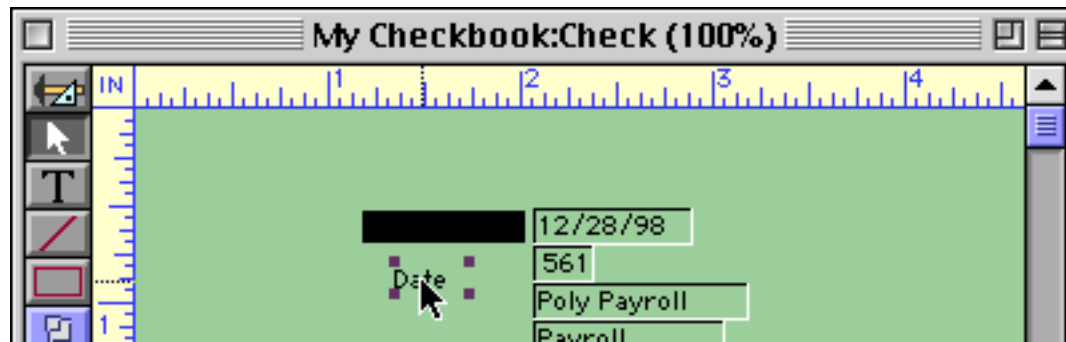 My Checkbook:Check (100%)
IN 1 2 3 4
T
12/28/98
561
Date
Poly Payroll
1
Payroll